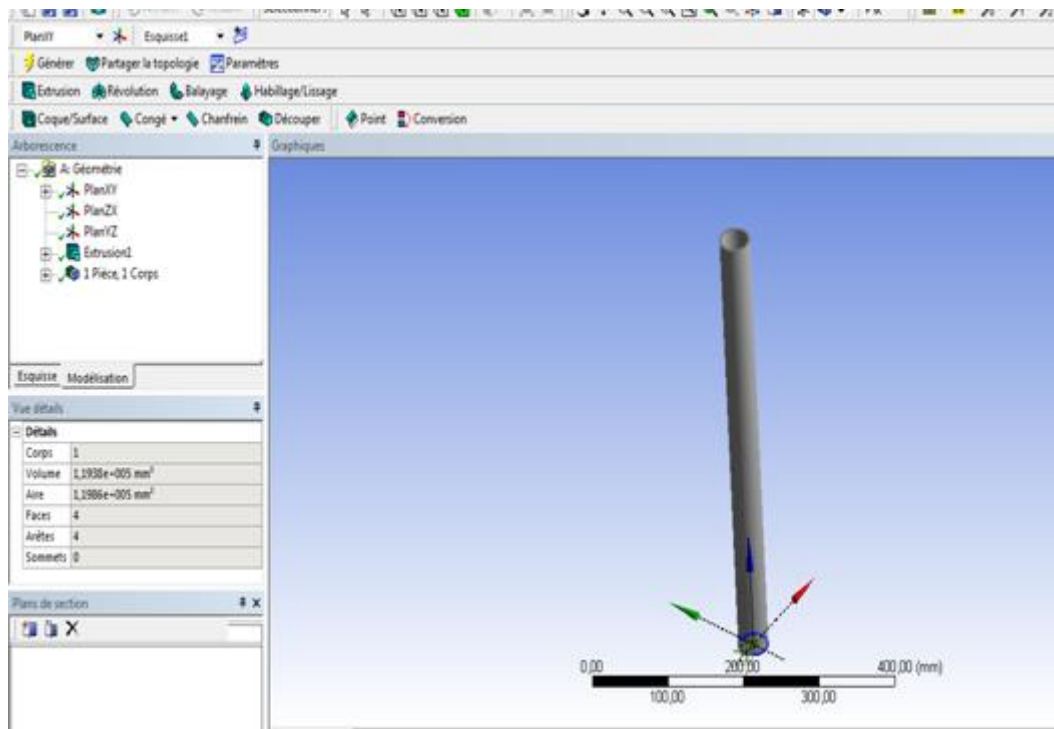 PlanXY Esquisse1
Générer Partager la topologie Paramètres
Extrusion Révolution Balayage Habillage/Lissage
Coque/Surface Congé Chanfrein Découper Point Conversion
Arborescence
Graphiques
A: Géométrie
PlanXY
PlanZX
PlanYZ
Extrusion1
1 Pièce, 1 Corps
Esquisse Modélisation
Vue détails
Détails
Corps 1
Volume 1,1938e+005 mm³
Aire 1,1986e+005 mm²
Faces 4
Arêtes 4
Sommets 0
Plans de section
0,00 200,00 400,00 (mm)
100,00 300,00